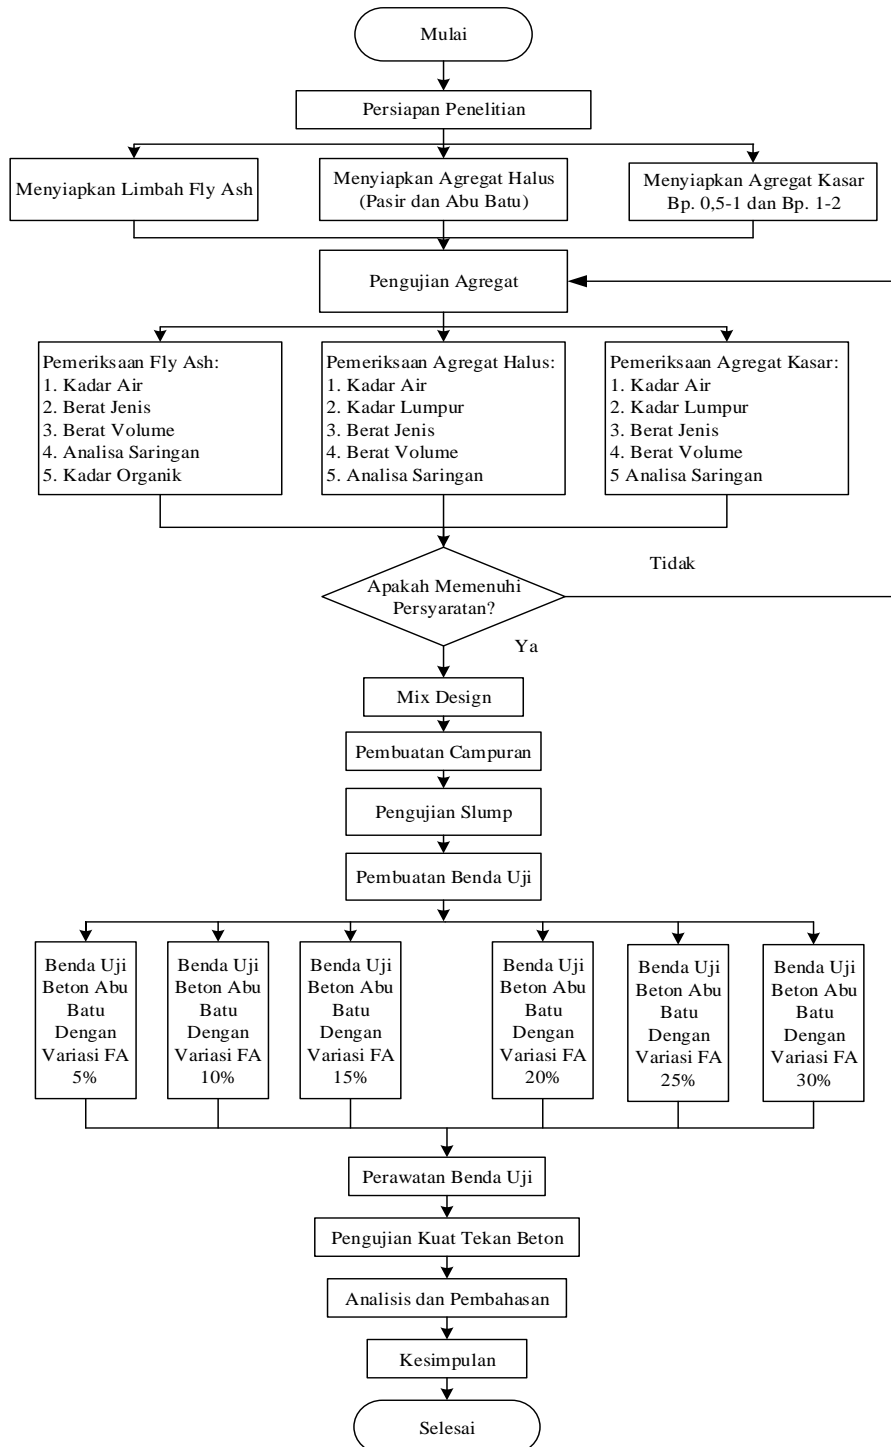 Mulai
Persiapan Penelitian
Menyiapkan Limbah Fly Ash
Menyiapkan Agregat Halus
(Pasir dan Abu Batu)
Menyiapkan Agregat Kasar
Bp. 0,5-1 dan Bp. 1-2
Pengujian Agregat
Pemeriksaan Fly Ash:
1. Kadar Air
2. Berat Jenis
3. Berat Volume
4. Analisa Saringan
5. Kadar Organik
Pemeriksaan Agregat Halus:
1. Kadar Air
2. Kadar Lumpur
3. Berat Jenis
4. Berat Volume
5. Analisa Saringan
Pemeriksaan Agregat Kasar:
1. Kadar Air
2. Kadar Lumpur
3. Berat Jenis
4. Berat Volume
5 Analisa Saringan
Apakah Memenuhi
Persyaratan?
Tidak
Ya
Mix Design
Pembuatan Campuran
Pengujian Slump
Pembuatan Benda Uji
Benda Uji
Beton Abu
Batu
Dengan
Variasi FA
5%
Benda Uji
Beton Abu
Batu
Dengan
Variasi FA
10%
Benda Uji
Beton Abu
Batu
Dengan
Variasi FA
15%
Benda Uji
Beton Abu
Batu
Dengan
Variasi FA
20%
Benda Uji
Beton Abu
Batu
Dengan
Variasi FA
25%
Benda Uji
Beton Abu
Batu
Dengan
Variasi FA
30%
Perawatan Benda Uji
Pengujian Kuat Tekan Beton
Analisis dan Pembahasan
Kesimpulan
Selesai